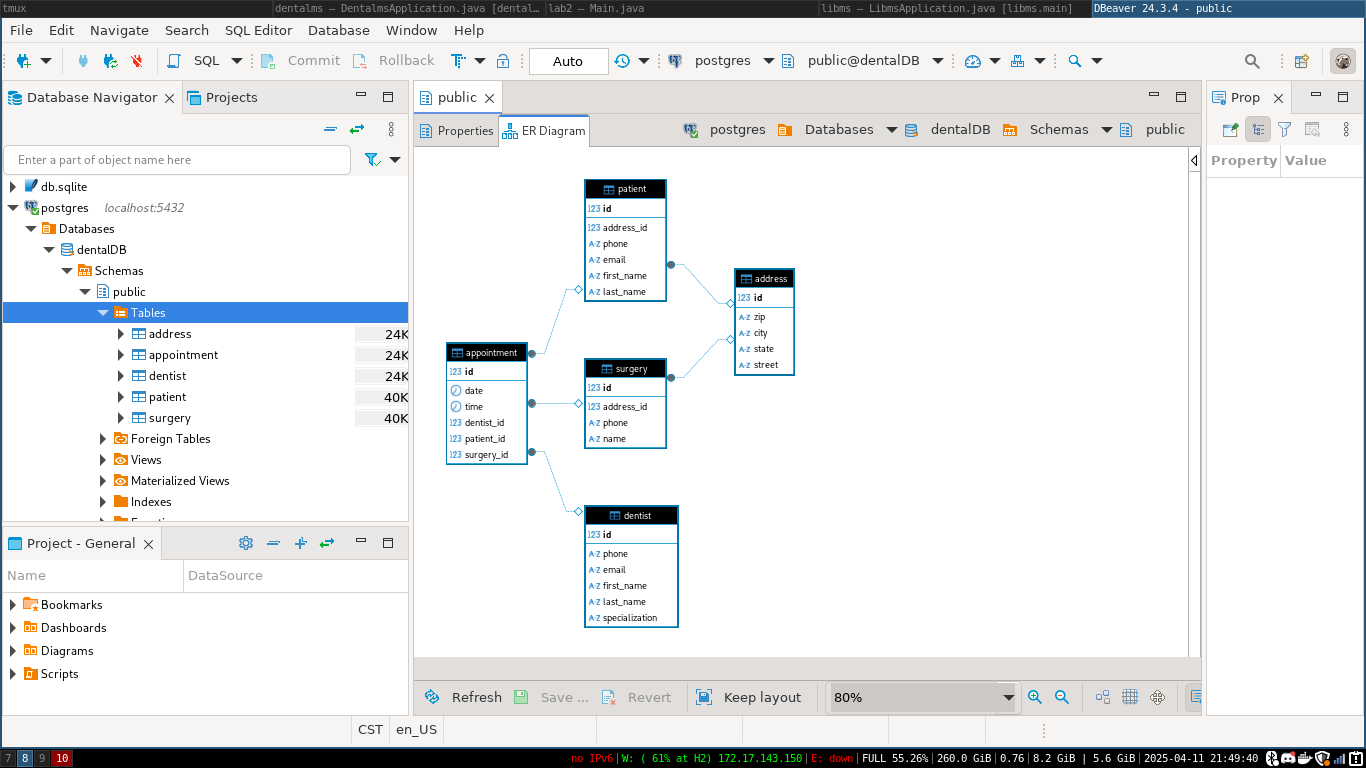 tmux
dentalms — DentalmsApplication.java [dental...
lab2 – Main.java
libms – LibmsApplication.java [libms.main]
DBeaver 24.3.4 - public
File Edit Navigate Search SQL Editor Database Window Help
SQL Commit Rollback T Auto postgres public@dentalDB
Database Navigator
Projects
public
Prop
Properties
ER Diagram
postgres Databases dentalDB Schemas public
Enter a part of object name here
Property Value
db.sqlite
postgres localhost:5432
Databases
dentalDB
Schemas
public
Tables
address 24K
appointment 24K
dentist 24K
patient 40K
surgery 40K
Foreign Tables
Views
Materialized Views
Indexes
patient
123 id
123 address_id
A-Z phone
A-Z email
A-Z first_name
A-Z last_name
address
123 id
A-Z zip
A-Z city
A-Z state
A-Z street
appointment
123 id
date
time
123 dentist_id
123 patient_id
123 surgery_id
surgery
123 id
123 address_id
A-Z phone
A-Z name
dentist
123 id
A-Z phone
A-Z email
A-Z first_name
A-Z last_name
A-Z specialization
Project - General
Name DataSource
Bookmarks
Dashboards
Diagrams
Scripts
Refresh Save ... Revert Keep layout 80%
CST en_US
7 8 9 10
no IPv6|W: ( 61% at H2) 172.17.143.150|E: down|FULL 55.26%|260.0 GiB|0.76|8.2 GiB | 5.6 GiB|2025-04-11 21:49:40